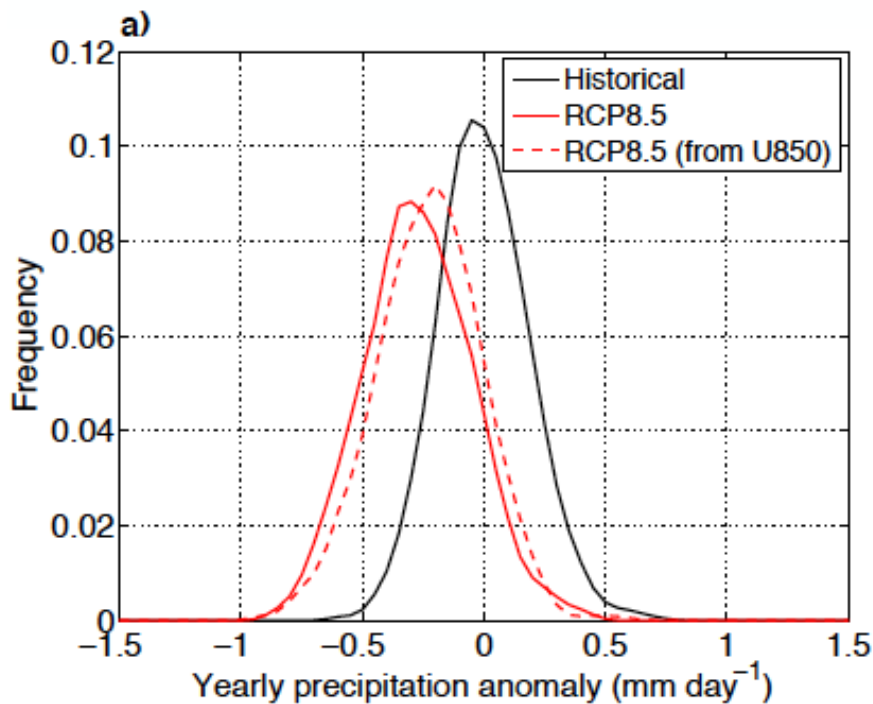 a)
0.12
0.1
0.08
0.06
0.04
0.02
0
Frequency
Historical
RCP8.5
RCP8.5 (from U850)
−1.5 −1 −0.5 0 0.5 1 1.5
Yearly precipitation anomaly (mm day⁻¹)